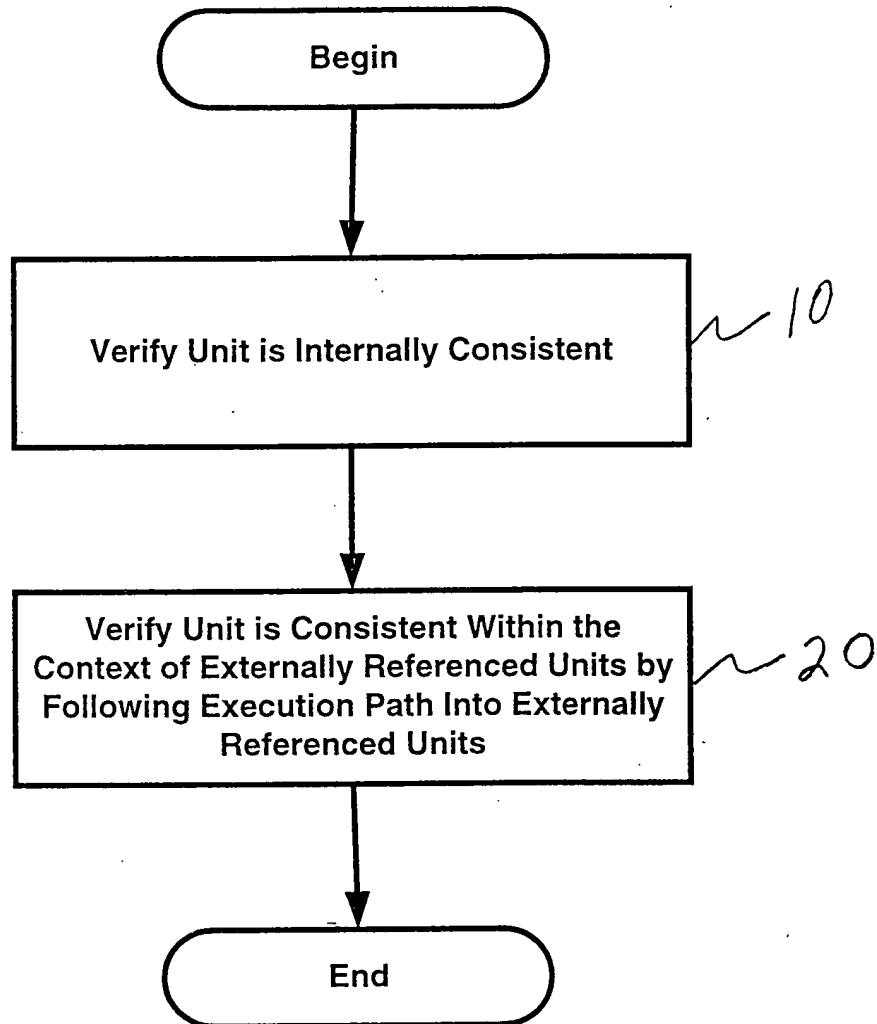 Begin
Verify Unit is Internally Consistent
10
Verify Unit is Consistent Within the
Context of Externally Referenced Units by
Following Execution Path Into Externally
Referenced Units
20
End